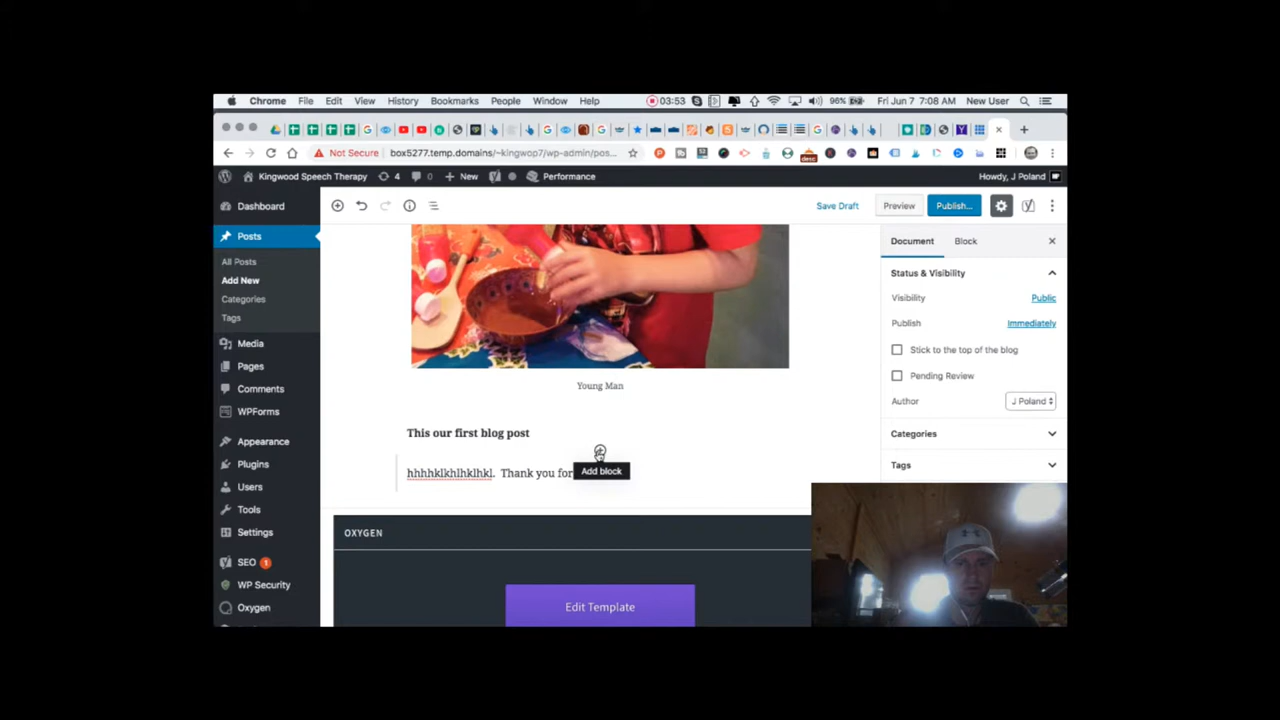 Chrome File Edit View History Bookmarks People Window Help 03:53 96% Fri Jun 7 7:08 AM New User
Not Secure box5277.temp.domains/~kingwop7/wp-admin/pos...
Kingwood Speech Therapy 4 0 New Performance Howdy, J Poland
Dashboard
Save Draft Preview Publish...
Posts
Document Block
All Posts
Add New
Categories
Tags
Status & Visibility
Visibility Public
Publish Immediately
Stick to the top of the blog
Pending Review
Author J Poland
Categories
Tags
Media
Pages
Comments
WPForms
Appearance
Plugins
Users
Tools
Settings
SEO 1
WP Security
Oxygen
Young Man
This our first blog post
hhhhklkhlhklhkl. Thank you for
Add block
OXYGEN
Edit Template